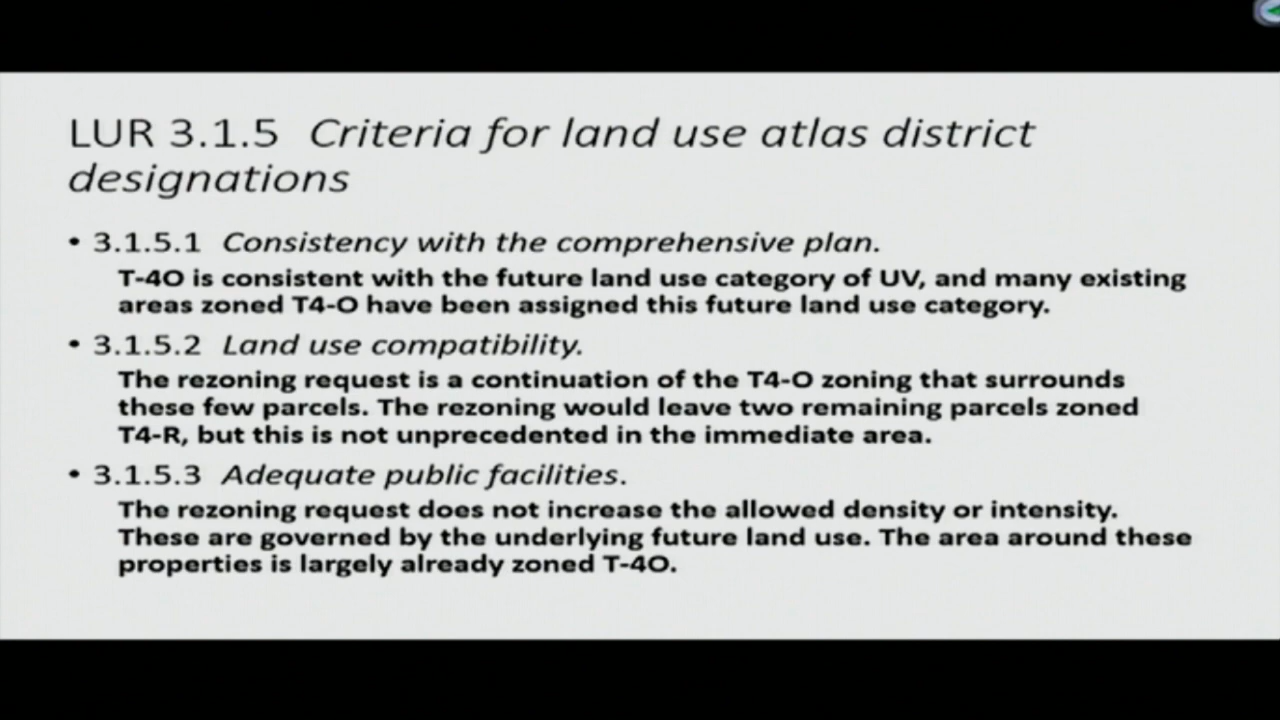 LUR 3.1.5 Criteria for land use atlas district
designations
• 3.1.5.1 Consistency with the comprehensive plan.
T-4O is consistent with the future land use category of UV, and many existing
areas zoned T4-O have been assigned this future land use category.
• 3.1.5.2 Land use compatibility.
The rezoning request is a continuation of the T4-O zoning that surrounds
these few parcels. The rezoning would leave two remaining parcels zoned
T4-R, but this is not unprecedented in the immediate area.
• 3.1.5.3 Adequate public facilities.
The rezoning request does not increase the allowed density or intensity.
These are governed by the underlying future land use. The area around these
properties is largely already zoned T-4O.